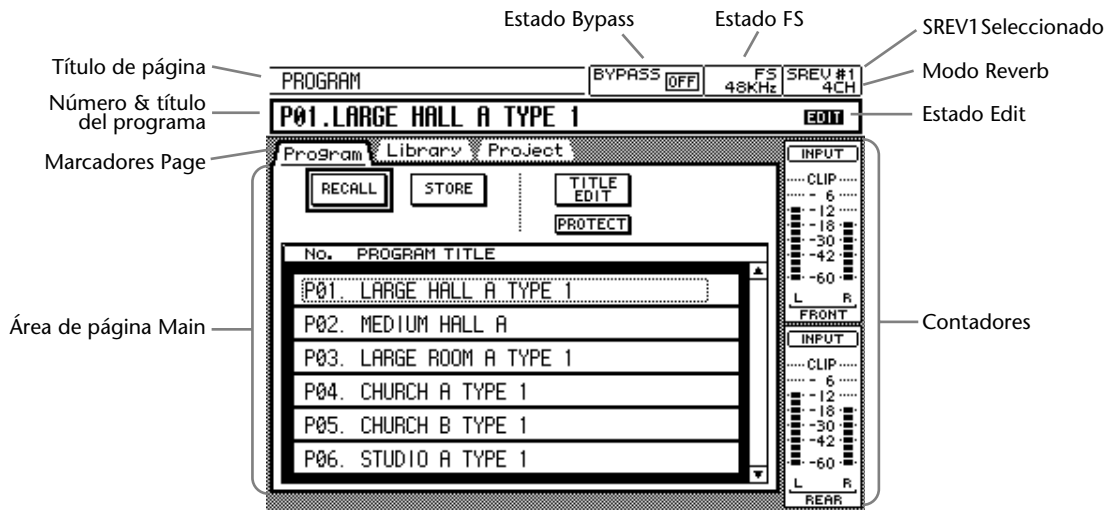 Estado Bypass
Estado FS
SREV1Seleccionado
Título de página
PROGRAM
BYPASS OFF
FS
48KHz
SREV #1
4CH
Modo Reverb
Número & título
del programa
P01.LARGE HALL A TYPE 1
EDIT
Estado Edit
Marcadores Page
Program
Library
Project
RECALL
STORE
TITLE
EDIT
PROTECT
No. PROGRAM TITLE
P01. LARGE HALL A TYPE 1
P02. MEDIUM HALL A
P03. LARGE ROOM A TYPE 1
P04. CHURCH A TYPE 1
P05. CHURCH B TYPE 1
P06. STUDIO A TYPE 1
Área de página Main
INPUT
CLIP
- 6
-12
-18
-30
-42
-60
L R
FRONT
INPUT
CLIP
- 6
-12
-18
-30
-42
-60
L R
REAR
Contadores